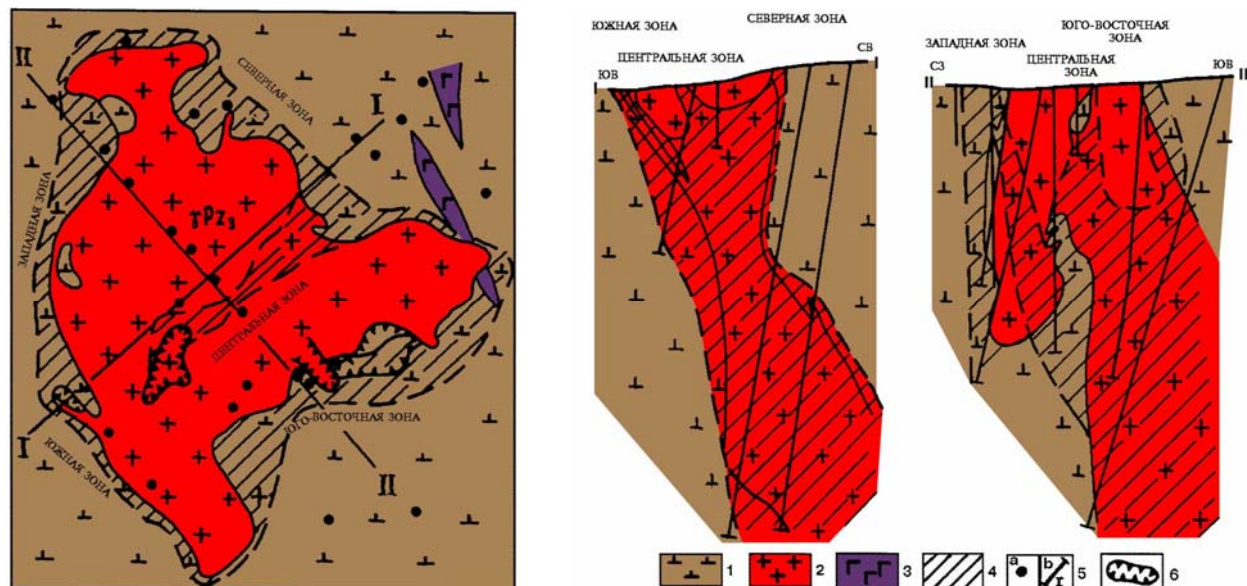 II
СЕВЕРНАЯ ЗОНА
I
ЗАПАДНАЯ ЗОНА
γPZ3
ЦЕНТРАЛЬНАЯ ЗОНА
ЮГО-ВОСТОЧНАЯ ЗОНА
I
ЮЖНАЯ ЗОНА
II
СЕВЕРНАЯ ЗОНА
ЮЖНАЯ ЗОНА
ЦЕНТРАЛЬНАЯ ЗОНА
СВ
I
ЮВ
I
ЮГО-ВОСТОЧНАЯ
ЗОНА
ЗАПАДНАЯ ЗОНА
ЦЕНТРАЛЬНАЯ
ЗОНА
СЗ
ЮВ
II
II
1
2
3
4
a
b
5
6